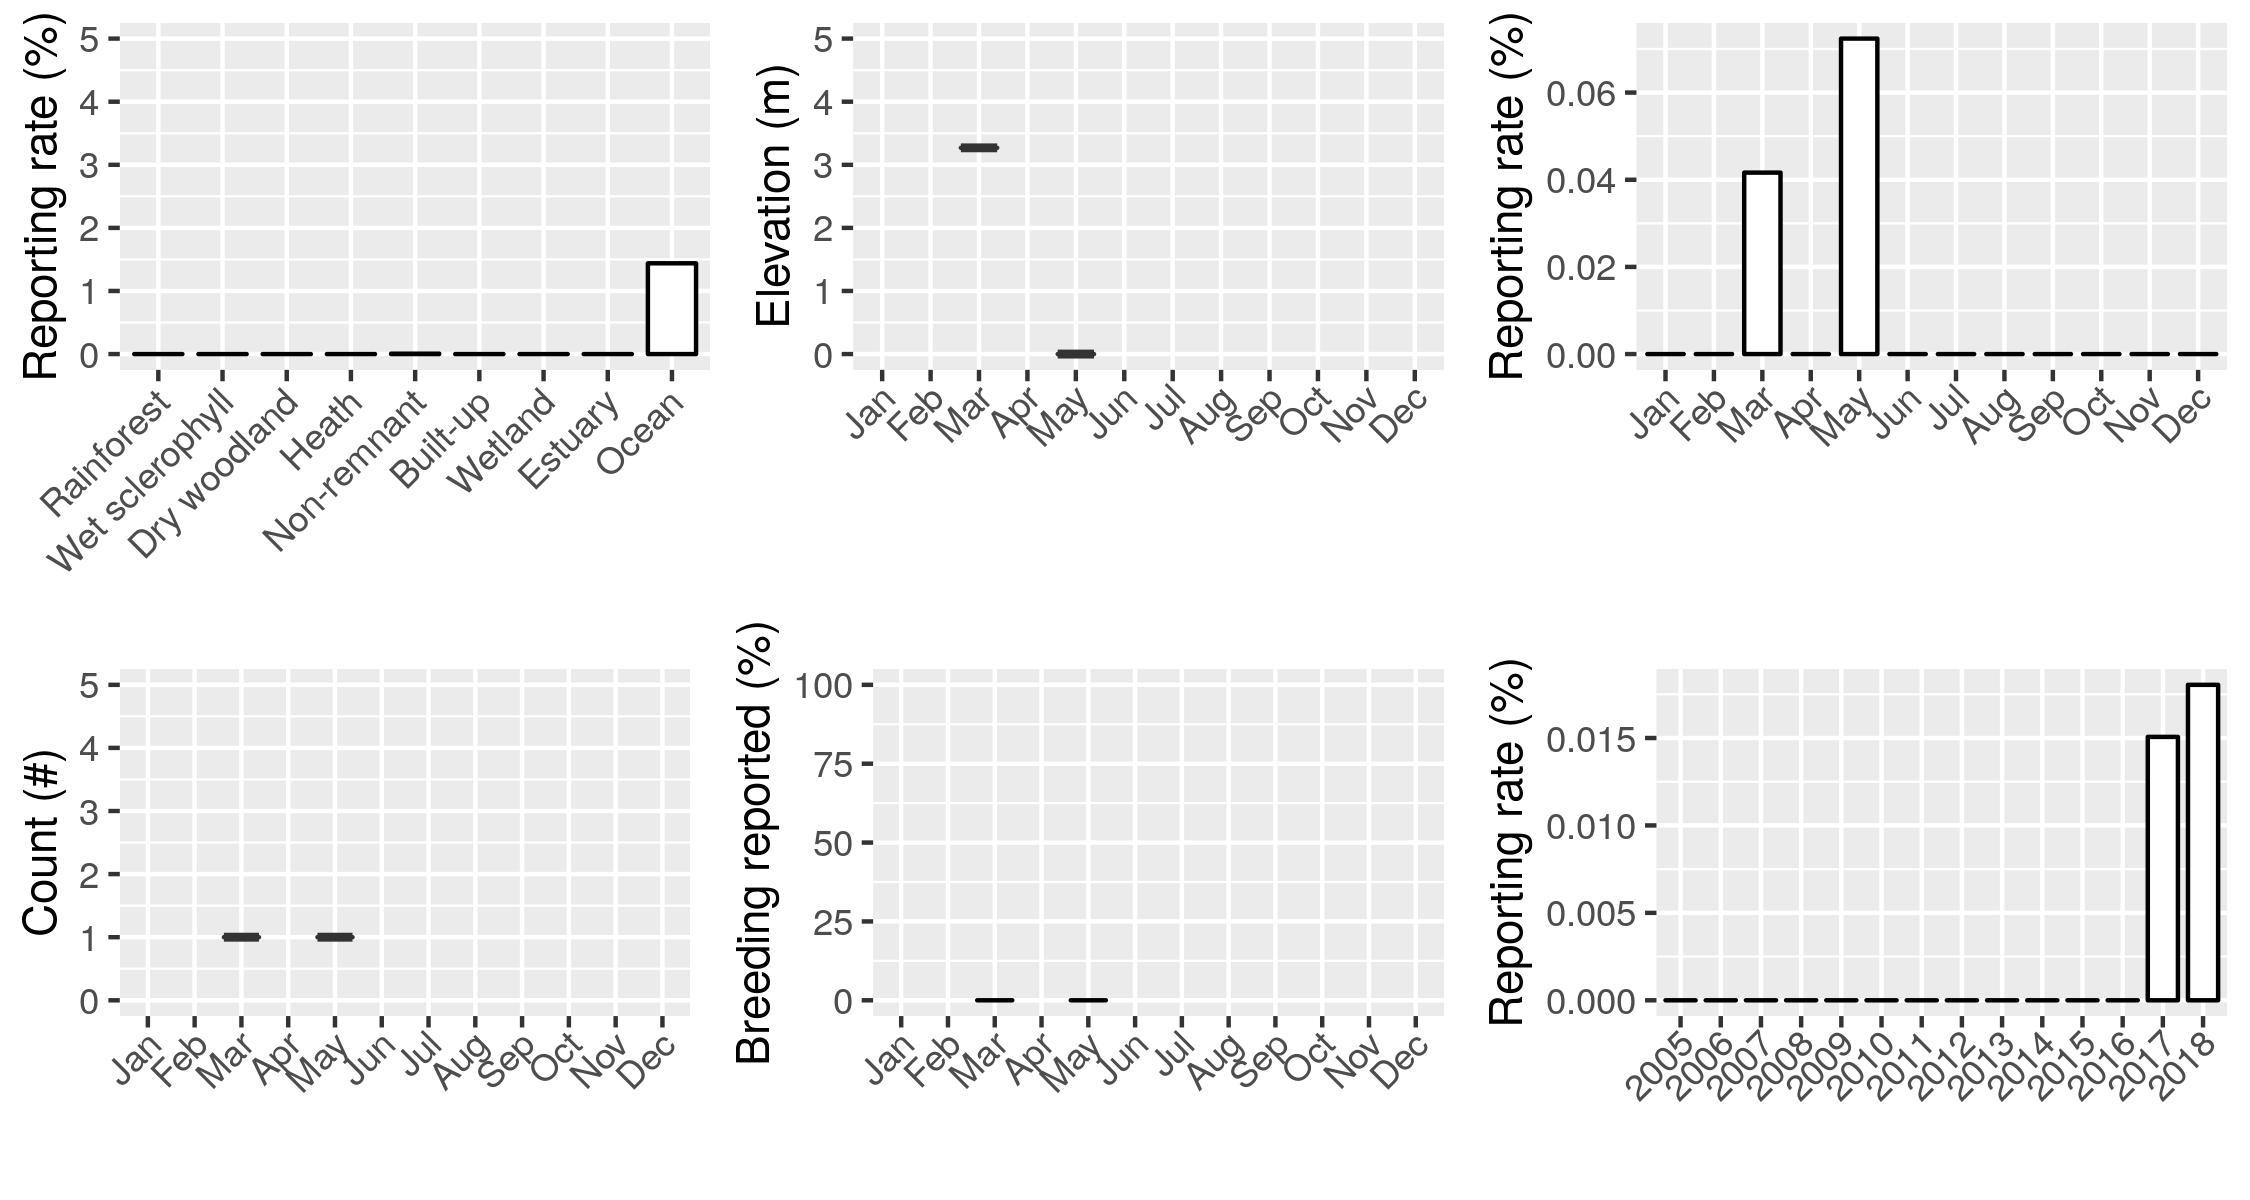 Reporting rate (%)
5
4
3
2
1
0
Rainforest
Wet sclerophyll
Dry woodland
Heath
Non-remnant
Built-up
Wetland
Estuary
Ocean
Elevation (m)
5
4
3
2
1
0
Jan
Feb
Mar
Apr
May
Jun
Jul
Aug
Sep
Oct
Nov
Dec
Reporting rate (%)
0.06
0.04
0.02
0.00
Jan
Feb
Mar
Apr
May
Jun
Jul
Aug
Sep
Oct
Nov
Dec
Count (#)
5
4
3
2
1
0
Jan
Feb
Mar
Apr
May
Jun
Jul
Aug
Sep
Oct
Nov
Dec
Breeding reported (%)
100
75
50
25
0
Jan
Feb
Mar
Apr
May
Jun
Jul
Aug
Sep
Oct
Nov
Dec
Reporting rate (%)
0.015
0.010
0.005
0.000
2005
2006
2007
2008
2009
2010
2011
2012
2013
2014
2015
2016
2017
2018